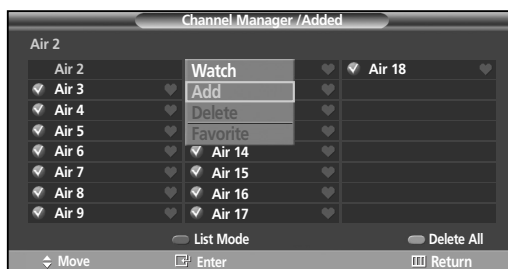 Channel Manager /Added
Air 2
Air 2 Watch Air 18
Air 3 Add
Air 4 Delete
Air 5 Favorite
Air 6 Air 14
Air 7 Air 15
Air 8 Air 16
Air 9 Air 17
List Mode Delete All
Move Enter Return